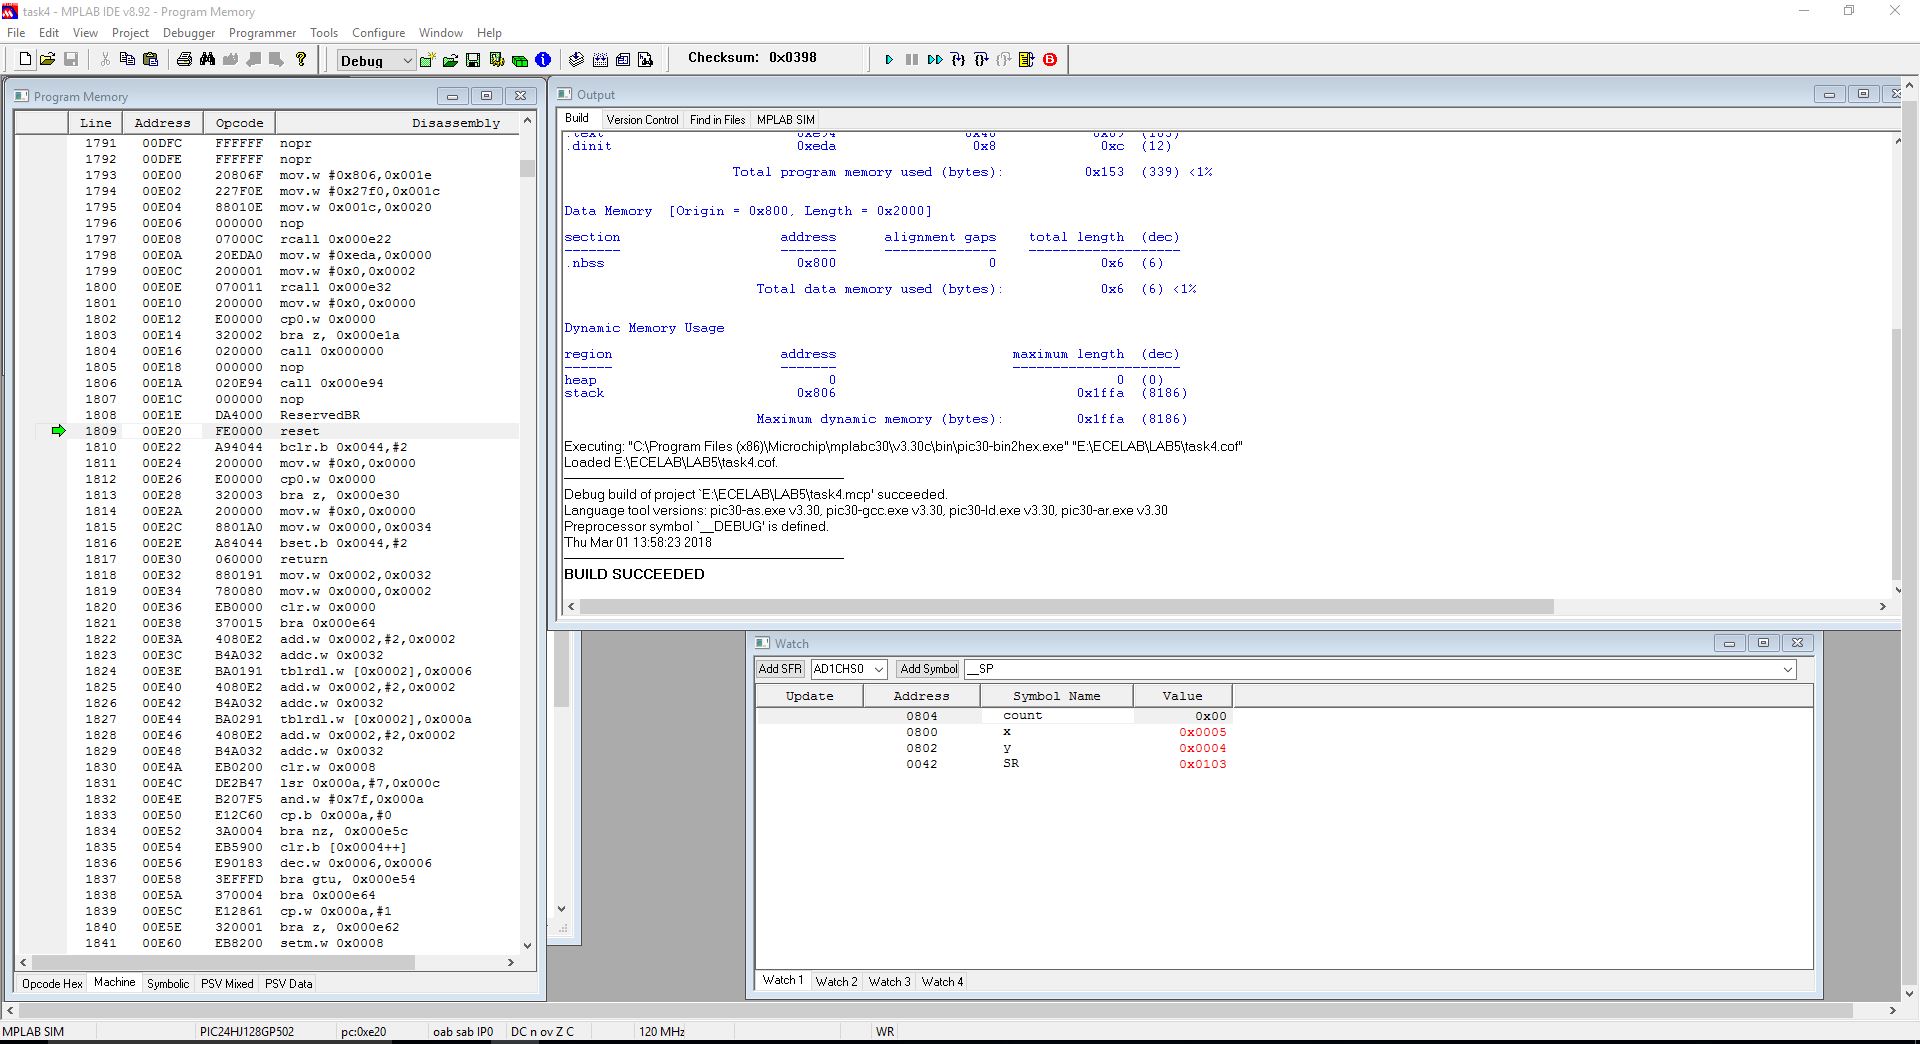 task4 - MPLAB IDE v8.92 - Program Memory
File Edit View Project Debugger Programmer Tools Configure Window Help
Debug Checksum: 0x0398
Program Memory
Line Address Opcode Disassembly
1791 00DFC FFFFFF nopr
1792 00DFE FFFFFF nopr
1793 00E00 20806F mov.w #0x806,0x001e
1794 00E02 227F0E mov.w #0x27f0,0x001c
1795 00E04 88010E mov.w 0x001c,0x0020
1796 00E06 000000 nop
1797 00E08 07000C rcall 0x000e22
1798 00E0A 20EDA0 mov.w #0xeda,0x0000
1799 00E0C 200001 mov.w #0x0,0x0002
1800 00E0E 070011 rcall 0x000e32
1801 00E10 200000 mov.w #0x0,0x0000
1802 00E12 E00000 cp0.w 0x0000
1803 00E14 320002 bra z, 0x000e1a
1804 00E16 020000 call 0x000000
1805 00E18 000000 nop
1806 00E1A 020E94 call 0x000e94
1807 00E1C 000000 nop
1808 00E1E DA4000 ReservedBR
1809 00E20 FE0000 reset
1810 00E22 A94044 bclr.b 0x0044,#2
1811 00E24 200000 mov.w #0x0,0x0000
1812 00E26 E00000 cp0.w 0x0000
1813 00E28 320003 bra z, 0x000e30
1814 00E2A 200000 mov.w #0x0,0x0000
1815 00E2C 8801A0 mov.w 0x0000,0x0034
1816 00E2E A84044 bset.b 0x0044,#2
1817 00E30 060000 return
1818 00E32 880191 mov.w 0x0002,0x0032
1819 00E34 780080 mov.w 0x0000,0x0002
1820 00E36 EB0000 clr.w 0x0000
1821 00E38 370015 bra 0x000e64
1822 00E3A 4080E2 add.w 0x0002,#2,0x0002
1823 00E3C B4A032 addc.w 0x0032
1824 00E3E BA0191 tblrdl.w [0x0002],0x0006
1825 00E40 4080E2 add.w 0x0002,#2,0x0002
1826 00E42 B4A032 addc.w 0x0032
1827 00E44 BA0291 tblrdl.w [0x0002],0x000a
1828 00E46 4080E2 add.w 0x0002,#2,0x0002
1829 00E48 B4A032 addc.w 0x0032
1830 00E4A EB0200 clr.w 0x0008
1831 00E4C DE2B47 lsr 0x000a,#7,0x000c
1832 00E4E B207F5 and.w #0x7f,0x000a
1833 00E50 E12C60 cp.b 0x000a,#0
1834 00E52 3A0004 bra nz, 0x000e5c
1835 00E54 EB5900 clr.b [0x0004++]
1836 00E56 E90183 dec.w 0x0006,0x0006
1837 00E58 3EFFFD bra gtu, 0x000e54
1838 00E5A 370004 bra 0x000e64
1839 00E5C E12861 cp.w 0x000a,#1
1840 00E5E 320001 bra z, 0x000e62
1841 00E60 EB8200 setm.w 0x0008
Opcode Hex Machine Symbolic PSV Mixed PSV Data
Output
Build Version Control Find in Files MPLAB SIM
.text 0xe94 0x46
.dinit 0xeda 0x8 0xc (12)
Total program memory used (bytes): 0x153 (339) <1%
Data Memory [Origin = 0x800, Length = 0x2000]
section address alignment gaps total length (dec)
------- ------- -------------- -------------------
.nbss 0x800 0 0x6 (6)
Total data memory used (bytes): 0x6 (6) <1%
Dynamic Memory Usage
region address maximum length (dec)
------ ------- ---------------------
heap 0 0 (0)
stack 0x806 0x1ffa (8186)
Maximum dynamic memory (bytes): 0x1ffa (8186)
Executing: "C:\Program Files (x86)\Microchip\mplabc30\v3.30c\bin\pic30-bin2hex.exe" "E:\ECELAB\LAB5\task4.cof"
Loaded E:\ECELAB\LAB5\task4.cof.
Debug build of project `E:\ECELAB\LAB5\task4.mcp' succeeded.
Language tool versions: pic30-as.exe v3.30, pic30-gcc.exe v3.30, pic30-ld.exe v3.30, pic30-ar.exe v3.30
Preprocessor symbol `__DEBUG' is defined.
Thu Mar 01 13:58:23 2018
BUILD SUCCEEDED
Watch
Add SFR AD1CHS0 Add Symbol __SP
Update Address Symbol Name Value
0804 count 0x00
0800 x 0x0005
0802 y 0x0004
0042 SR 0x0103
Watch 1 Watch 2 Watch 3 Watch 4
MPLAB SIM PIC24HJ128GP502 pc:0xe20 oab sab IP0 DC n ov Z C 120 MHz WR